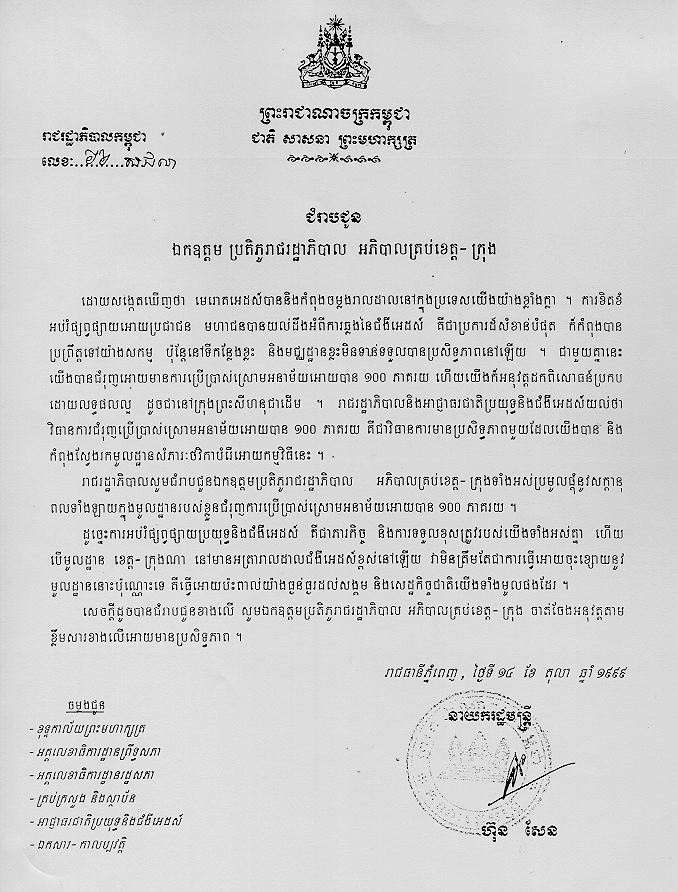 ព្រះរាជាណាចក្រកម្ពុជា
ជាតិ សាសនា ព្រះមហាក្សត្រ
រាជរដ្ឋាភិបាលកម្ពុជា
លេខ:
ជំរាបជូន
ឯកឧត្តម ប្រតិភូរាជរដ្ឋាភិបាល អភិបាលគ្រប់ខេត្ត-ក្រុង
ដោយសង្កេតឃើញថា មេរោគអេដស៍បាននិងកំពុងចម្លងរាលដាលនៅក្នុងប្រទេសយើងយ៉ាងខ្លាំងក្លា ។ ការខិតខំ
អប់រំផ្សព្វផ្សាយអោយប្រជាជន មហាជនបានយល់ដឹងអំពីការឆ្លងនៃជំងឺអេដស៍ គឺជាប្រការដ៏សំខាន់បំផុត ក៏កំពុងបាន
ប្រព្រឹត្តទៅយ៉ាងសកម្ម ប៉ុន្តែនៅទីកន្លែងខ្លះ និងមជ្ឈដ្ឋានខ្លះមិនទាន់ទទួលបានប្រសិទ្ធភាពនៅឡើយ ។ ជាមួយគ្នានេះ
យើងបានជំរុញអោយមានការប្រើប្រាស់ស្រោមអនាម័យអោយបាន ១០០ ភាគរយ ហើយយើងក៏អនុវត្តដកពិសោធន៍ប្រកប
ដោយលទ្ធផលល្អ ដូចជានៅក្រុងព្រះសីហនុជាដើម ។ រាជរដ្ឋាភិបាលនិងអាជ្ញាធរជាតិប្រយុទ្ធនិងជំងឺអេដស៍យល់ថា
វិធានការជំរុញប្រើប្រាស់ស្រោមអនាម័យអោយបាន ១០០ ភាគរយ គឺជាវិធានការមានប្រសិទ្ធភាពមួយដែលយើងបាន និង
កំពុងស្វែងរកមូលដ្ឋានសំភារៈថវិកាបំរើអោយកម្មវិធីនេះ ។
រាជរដ្ឋាភិបាលសូមជំរាបជូនឯកឧត្តមប្រតិភូរាជរដ្ឋាភិបាល អភិបាលគ្រប់ខេត្ត-ក្រុងទាំងអស់ប្រមូលផ្តុំនូវសក្តានុ
ពលទាំងឡាយក្នុងមូលដ្ឋានរបស់ខ្លួនជំរុញការប្រើប្រាស់ស្រោមអនាម័យអោយបាន ១០០ ភាគរយ ។
ដូច្នេះការអប់រំផ្សព្វផ្សាយប្រយុទ្ធនិងជំងឺអេដស៍ គឺជាភារកិច្ច និងការទទួលខុសត្រូវរបស់យើងទាំងអស់គ្នា ហើយ
បើមូលដ្ឋាន ខេត្ត-ក្រុងណា នៅមានអត្រារាលដាលជំងឺអេដស៍ខ្ពស់នៅឡើយ វាមិនត្រឹមតែជាការធ្វើអោយចុះខ្សោយនូវ
មូលដ្ឋាននោះប៉ុណ្ណោះទេ គឺធ្វើអោយប៉ះពាល់យ៉ាងធ្ងន់ធ្ងរដល់សង្គម និងសេដ្ឋកិច្ចជាតិយើងទាំងមូលផងដែរ ។
សេចក្តីដូចបានជំរាបជូនខាងលើ សូមឯកឧត្តមប្រតិភូរាជរដ្ឋាភិបាល អភិបាលគ្រប់ខេត្ត-ក្រុង ចាត់ចែងអនុវត្តតាម
ខ្លឹមសារខាងលើអោយមានប្រសិទ្ធភាព ។
រាជធានីភ្នំពេញ , ថ្ងៃទី ១៤ ខែ តុលា ឆ្នាំ ១៩៩៩
នាយករដ្ឋមន្ត្រី
ហ៊ុន សែន
ចម្លងជូន
- ខុទ្ទកាល័យព្រះមហាក្សត្រ
- អគ្គលេខាធិការដ្ឋានព្រឹទ្ធសភា
- អគ្គលេខាធិការដ្ឋានរដ្ឋសភា
- គ្រប់ក្រសួង និងស្ថាប័ន
- អាជ្ញាធរជាតិប្រយុទ្ធនិងជំងឺអេដស៍
- ឯកសារ-កាលប្បវត្តិ